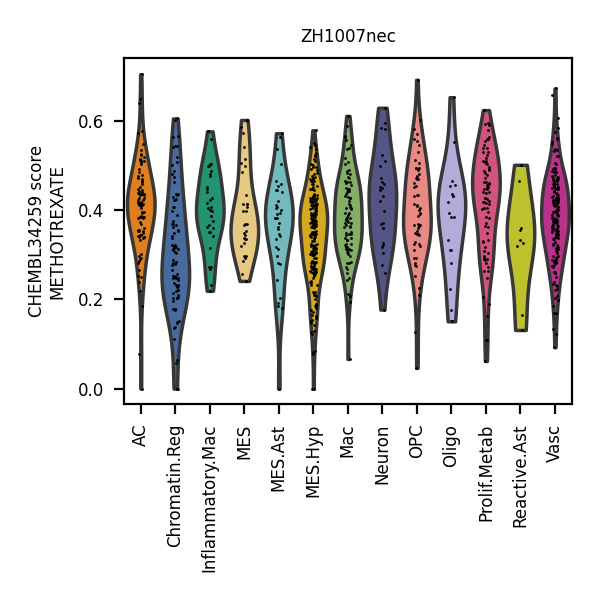 ZH1007nec
CHEMBL34259 score
METHOTREXATE
0.6
0.4
0.2
0.0
AC
Chromatin.Reg
Inflammatory.Mac
MES
MES.Ast
MES.Hyp
Mac
Neuron
OPC
Oligo
Prolif.Metab
Reactive.Ast
Vasc